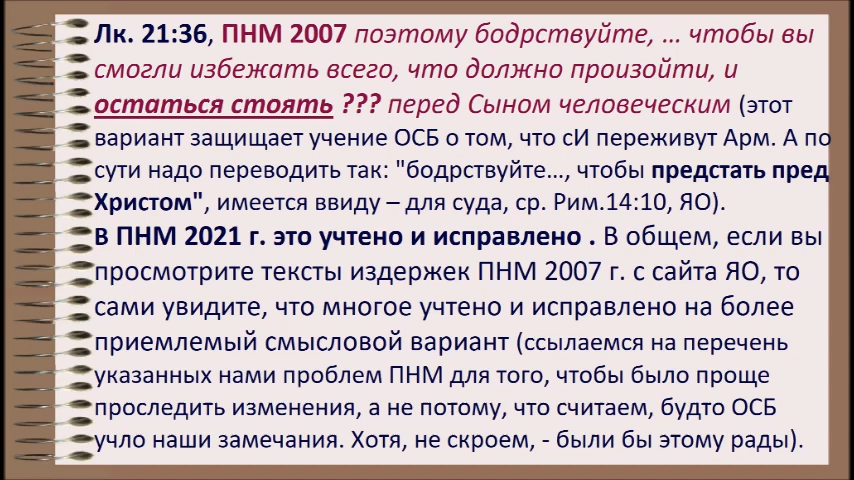 Лк. 21:36, ПНМ 2007 поэтому бодрствуйте, ... чтобы вы
смогли избежать всего, что должно произойти, и
остаться стоять ??? перед Сыном человеческим (этот
вариант защищает учение ОСБ о том, что сИ переживут Арм. А по
сути надо переводить так: "бодрствуйте..., чтобы предстать пред
Христом", имеется ввиду – для суда, ср. Рим.14:10, ЯО).
В ПНМ 2021 г. это учтено и исправлено . В общем, если вы
просмотрите тексты издержек ПНМ 2007 г. с сайта ЯО, то
сами увидите, что многое учтено и исправлено на более
приемлемый смысловой вариант (ссылаемся на перечень
указанных нами проблем ПНМ для того, чтобы было проще
проследить изменения, а не потому, что считаем, будто ОСБ
учло наши замечания. Хотя, не скроем, - были бы этому рады).